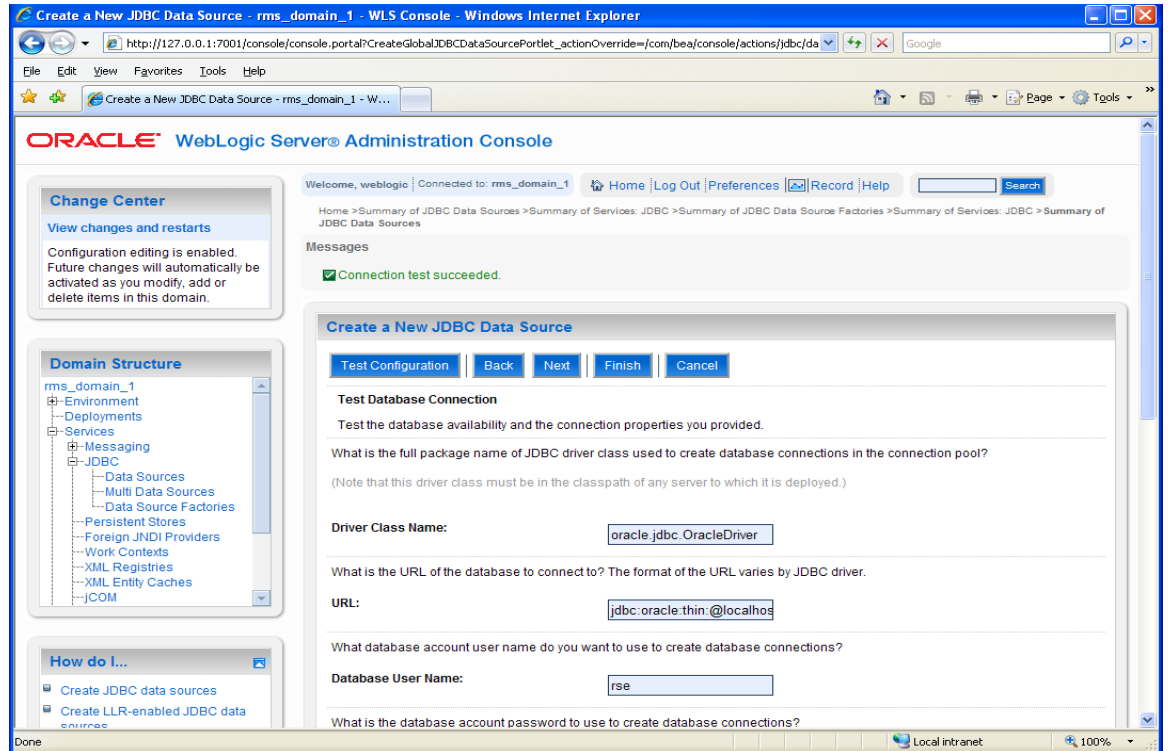 Create a New JDBC Data Source - rms_domain_1 - WLS Console - Windows Internet Explorer
http://127.0.0.1:7001/console/console.portal?CreateGlobalJDBCDataSourcePortlet_actionOverride=/com/bea/console/actions/jdbc/da
Google
File Edit View Favorites Tools Help
Create a New JDBC Data Source - rms_domain_1 - W...
Page Tools »
ORACLE® WebLogic Server® Administration Console
Change Center
View changes and restarts
Configuration editing is enabled.
Future changes will automatically be
activated as you modify, add or
delete items in this domain.
Domain Structure
rms_domain_1
Environment
Deployments
Services
Messaging
JDBC
Data Sources
Multi Data Sources
Data Source Factories
Persistent Stores
Foreign JNDI Providers
Work Contexts
XML Registries
XML Entity Caches
jCOM
How do I...
Create JDBC data sources
Create LLR-enabled JDBC data
sources
Welcome, weblogic Connected to: rms_domain_1 Home Log Out Preferences Record Help Search
Home >Summary of JDBC Data Sources >Summary of Services: JDBC >Summary of JDBC Data Source Factories >Summary of Services: JDBC >Summary of
JDBC Data Sources
Messages
Connection test succeeded.
Create a New JDBC Data Source
Test Configuration Back Next Finish Cancel
Test Database Connection
Test the database availability and the connection properties you provided.
What is the full package name of JDBC driver class used to create database connections in the connection pool?
(Note that this driver class must be in the classpath of any server to which it is deployed.)
Driver Class Name: oracle.jdbc.OracleDriver
What is the URL of the database to connect to? The format of the URL varies by JDBC driver.
URL: jdbc:oracle:thin:@localhos
What database account user name do you want to use to create database connections?
Database User Name: rse
What is the database account password to use to create database connections?
Done Local intranet 100%